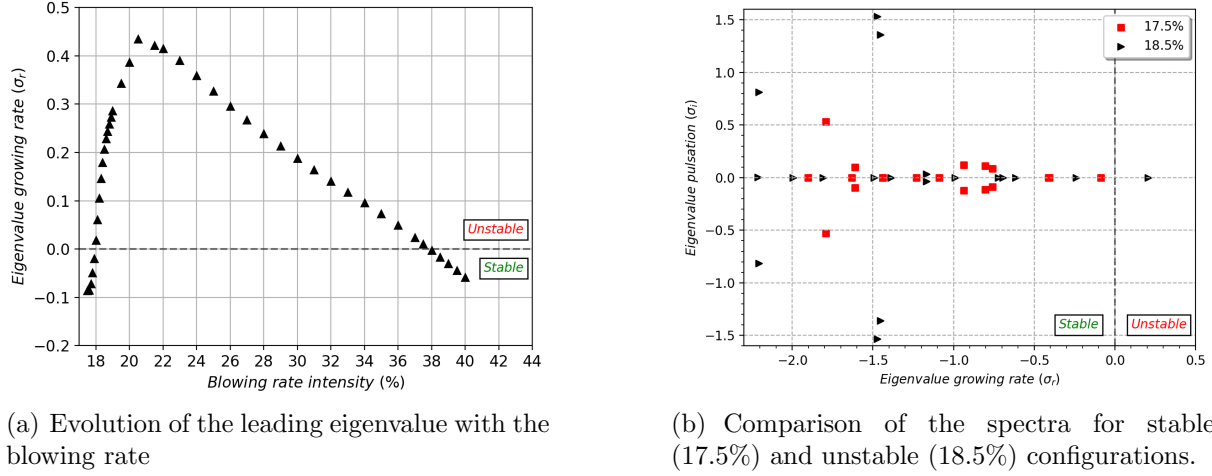 0.5
0.4
0.3
0.2
0.1
0.0
−0.1
−0.2
Eigenvalue growing rate (σr)
Unstable
Stable
18 20 22 24 26 28 30 32 34 36 38 40 42 44
Blowing rate intensity (%)
(a) Evolution of the leading eigenvalue with the
blowing rate
1.5
1.0
0.5
0.0
−0.5
−1.0
−1.5
Eigenvalue pulsation (σi)
17.5%
18.5%
Stable Unstable
−2.0 −1.5 −1.0 −0.5 0.0 0.5
Eigenvalue growing rate (σr)
(b) Comparison of the spectra for stable
(17.5%) and unstable (18.5%) configurations.